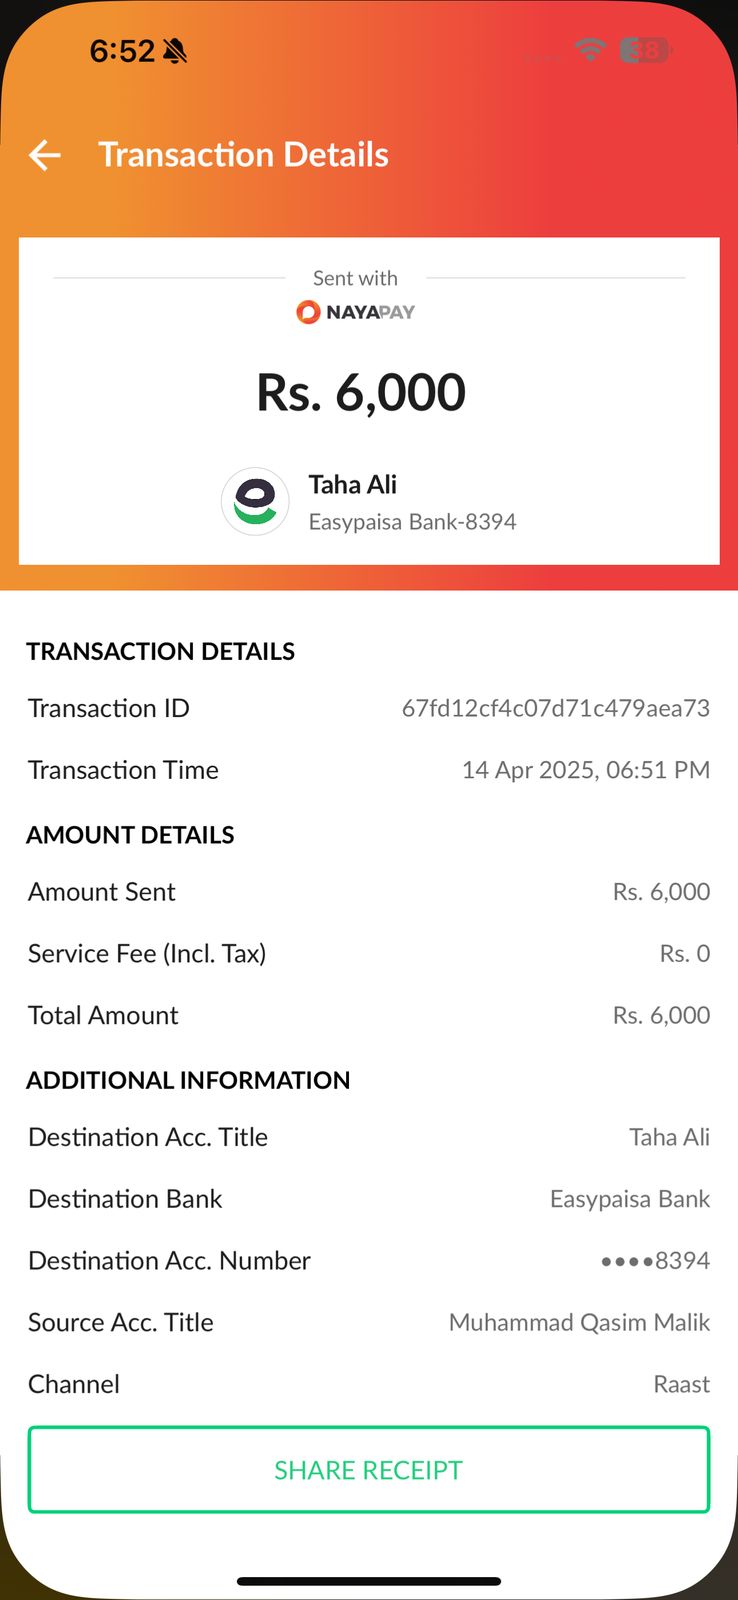 6:52
38
Transaction Details
Sent with
NAYAPAY
Rs. 6,000
Taha Ali
Easypaisa Bank-8394
TRANSACTION DETAILS
Transaction ID 67fd12cf4c07d71c479aea73
Transaction Time 14 Apr 2025, 06:51 PM
AMOUNT DETAILS
Amount Sent Rs. 6,000
Service Fee (Incl. Tax) Rs. 0
Total Amount Rs. 6,000
ADDITIONAL INFORMATION
Destination Acc. Title Taha Ali
Destination Bank Easypaisa Bank
Destination Acc. Number ••••8394
Source Acc. Title Muhammad Qasim Malik
Channel Raast
SHARE RECEIPT